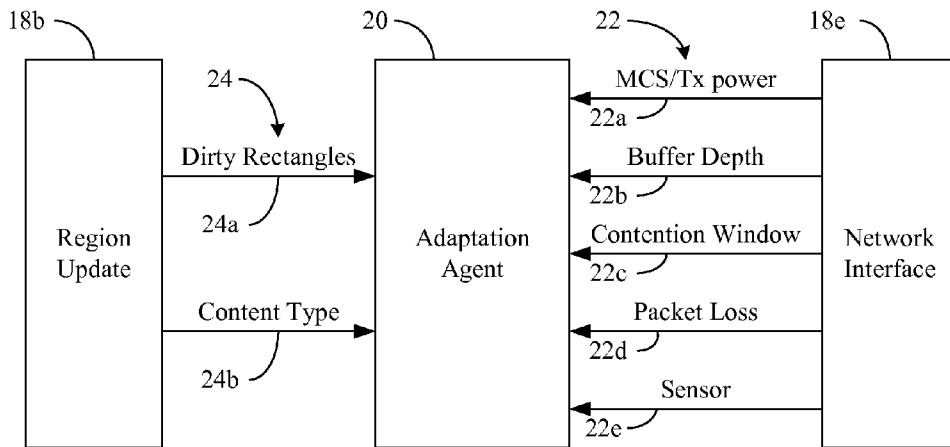 18b
20
22
18e
24
MCS/Tx power
22a
Dirty Rectangles
24a
Buffer Depth
22b
Region
Update
Adaptation
Agent
Contention Window
22c
Network
Interface
Content Type
24b
Packet Loss
22d
Sensor
22e